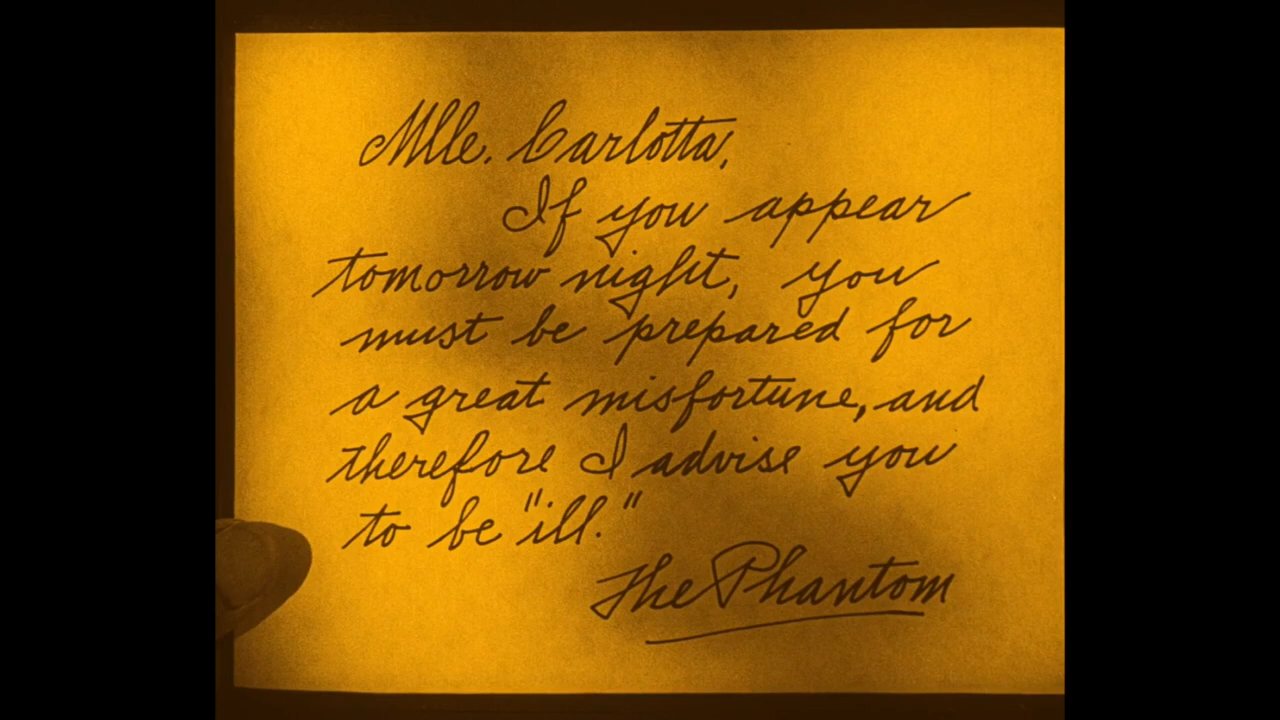 Mlle. Carlotta,
If you appear
tomorrow night, you
must be prepared for
a great misfortune, and
therefore I advise you
to be "ill."
The Phantom